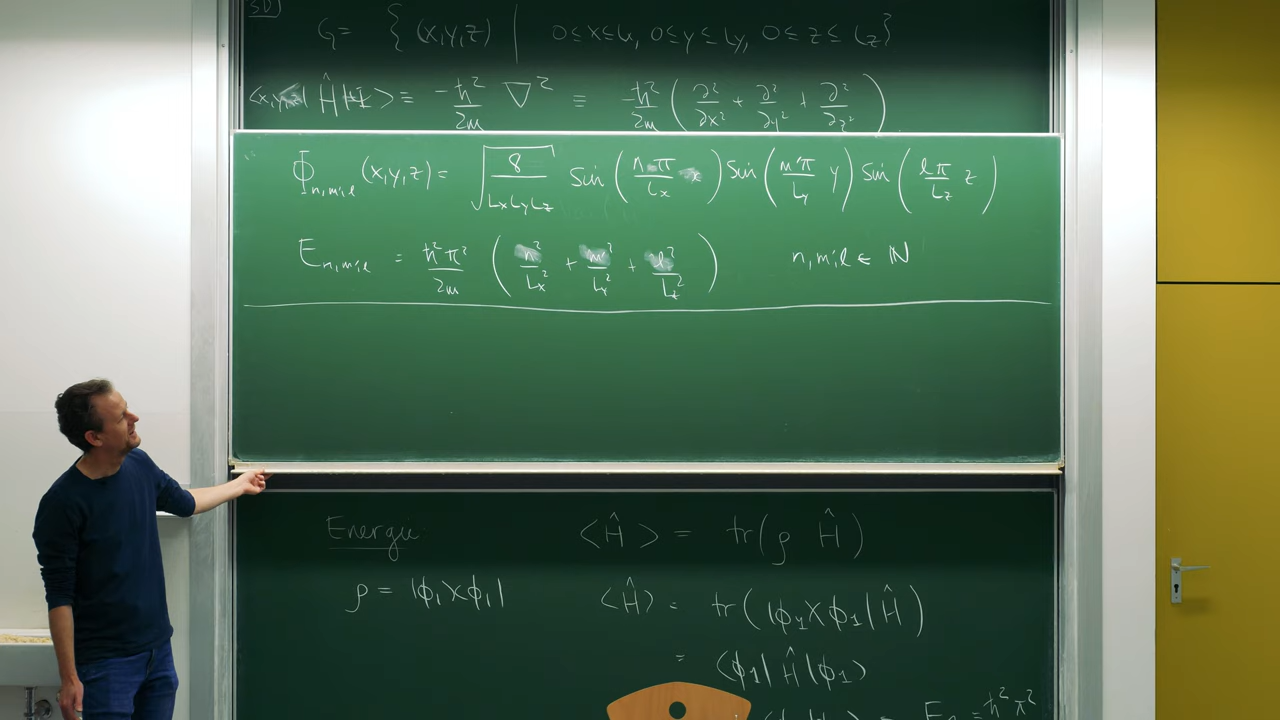 3D)
G = { (x,y,z) | 0≤x≤Lx, 0≤y≤Ly, 0≤z≤Lz }
Ĥ ≡ -ħ²/2m ∇² ≡ -ħ²/2m ( ∂²/∂x² + ∂²/∂y² + ∂²/∂z² )
Φn,m,l (x,y,z) = √(8/LxLyLz) sin( nπ/Lx x ) sin( mπ/Ly y ) sin( lπ/Lz z )
En,m,l = ħ²π²/2m ( n²/Lx² + m²/Ly² + l²/Lz² ) n,m,l ∈ ℕ
Energie ⟨Ĥ⟩ = tr(ρ Ĥ)
ρ = |ϕ₁⟩⟨ϕ₁| ⟨Ĥ⟩ = tr(|ϕ₁⟩⟨ϕ₁|Ĥ)
= ⟨ϕ₁|Ĥ|ϕ₁⟩
ħ²π²